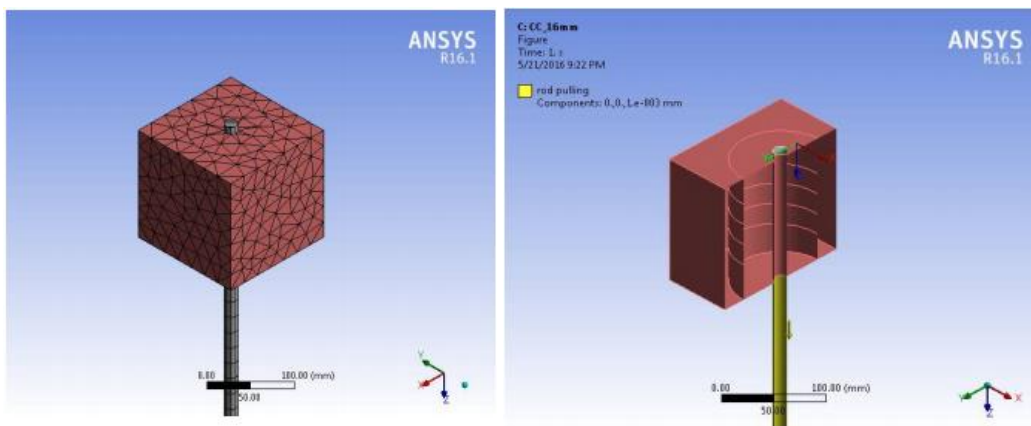 ANSYS
R16.1
0.00
100.00 (mm)
50.00
Y
X
Z
C: CC_16mm
Figure
Time: 1. s
5/21/2016 9:22 PM
rod pulling
Components: 0.,0.,1.e-003 mm
ANSYS
R16.1
0.00
100.00 (mm)
50.00
Y
X
Z